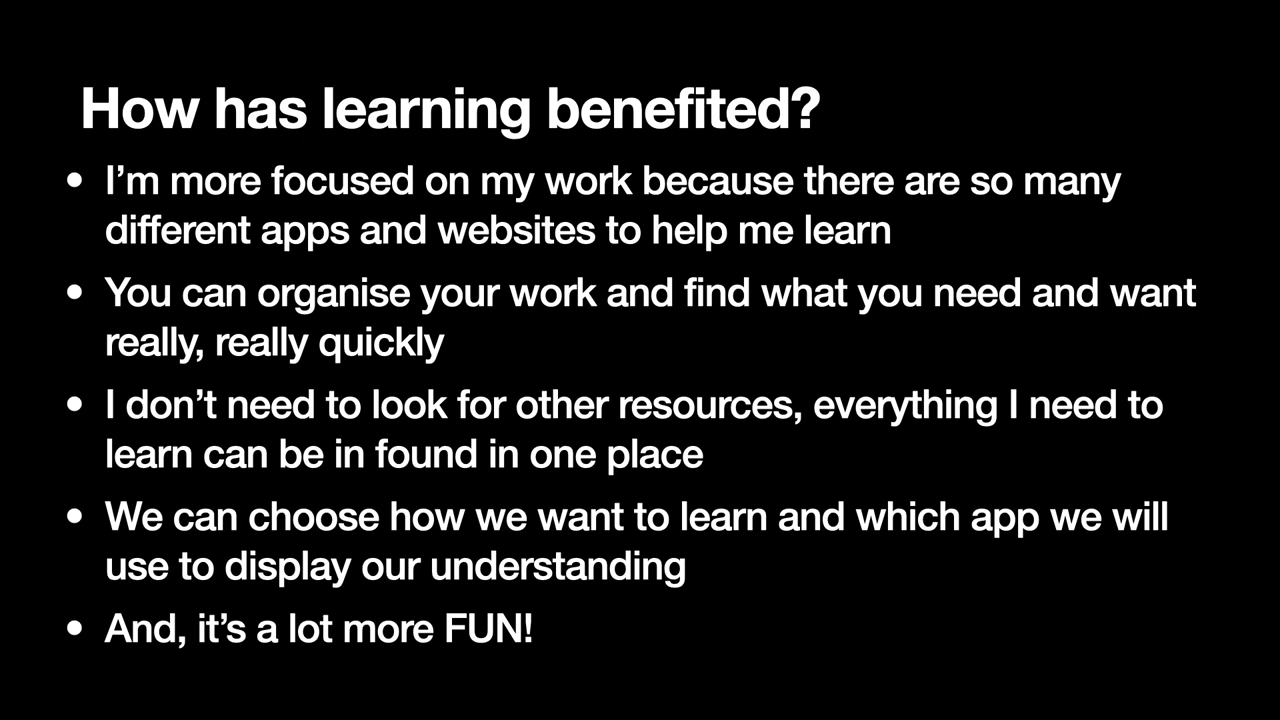 How has learning benefited?
• I’m more focused on my work because there are so many
different apps and websites to help me learn
• You can organise your work and find what you need and want
really, really quickly
• I don’t need to look for other resources, everything I need to
learn can be in found in one place
• We can choose how we want to learn and which app we will
use to display our understanding
• And, it’s a lot more FUN!